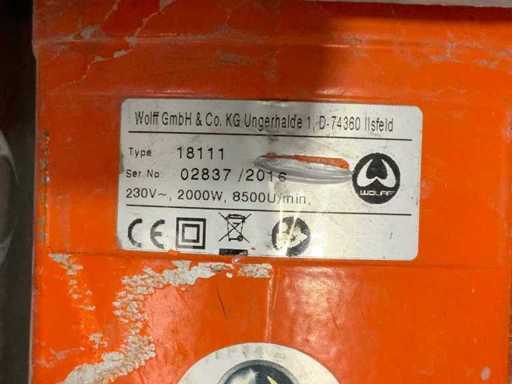 Wolff GmbH & Co. KG Ungerhalde 1, D-74360 Ilsfeld
Type 18111
Ser No: 02837 /2016
230V~, 2000W, 8500U/min.
WOLFF
CE